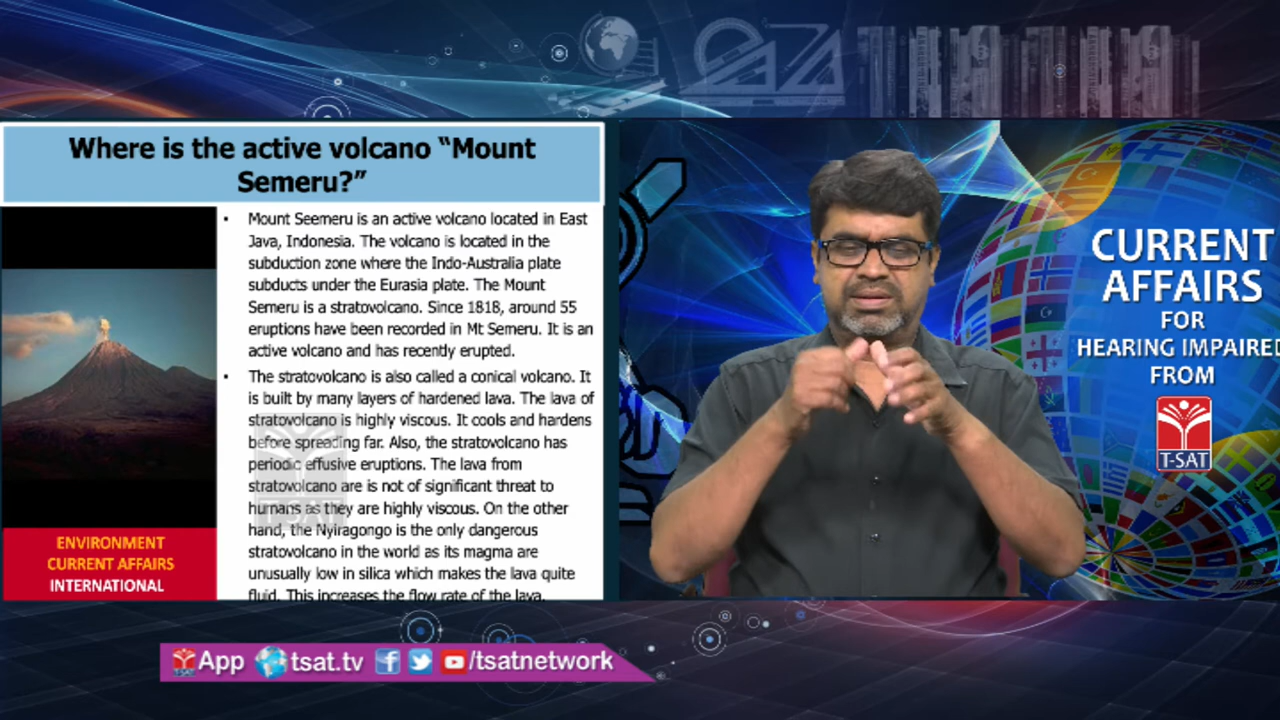 Where is the active volcano “Mount
Semeru?”
• Mount Seemeru is an active volcano located in East
Java, Indonesia. The volcano is located in the
subduction zone where the Indo-Australia plate
subducts under the Eurasia plate. The Mount
Semeru is a stratovolcano. Since 1818, around 55
eruptions have been recorded in Mt Semeru. It is an
active volcano and has recently erupted.
• The stratovolcano is also called a conical volcano. It
is built by many layers of hardened lava. The lava of
stratovolcano is highly viscous. It cools and hardens
before spreading far. Also, the stratovolcano has
periodic effusive eruptions. The lava from
stratovolcano are is not of significant threat to
humans as they are highly viscous. On the other
hand, the Nyiragongo is the only dangerous
stratovolcano in the world as its magma are
unusually low in silica which makes the lava quite
fluid. This increases the flow rate of the lava.
T-SAT
ENVIRONMENT
CURRENT AFFAIRS
INTERNATIONAL
CURRENT
AFFAIRS
FOR
HEARING IMPAIRED
FROM
T-SAT
App tsat.tv /tsatnetwork